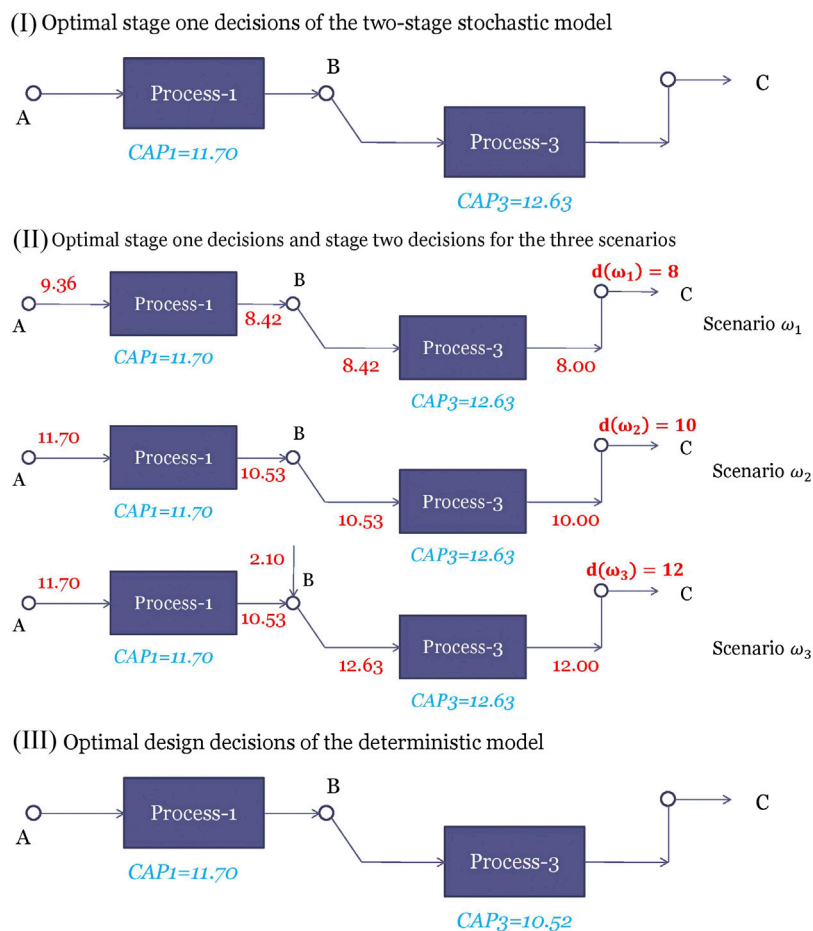 (I) Optimal stage one decisions of the two-stage stochastic model
B
C
A
Process-1
Process-3
CAP1=11.70
CAP3=12.63
(II) Optimal stage one decisions and stage two decisions for the three scenarios
9.36
B
d(ω₁) = 8
C
A
Process-1
8.42
Process-3
Scenario ω₁
CAP1=11.70
8.42
8.00
CAP3=12.63
11.70
B
d(ω₂) = 10
C
A
Process-1
10.53
Process-3
Scenario ω₂
CAP1=11.70
10.53
10.00
CAP3=12.63
2.10
11.70
B
d(ω₃) = 12
C
A
Process-1
10.53
Process-3
Scenario ω₃
CAP1=11.70
12.63
12.00
CAP3=12.63
(III) Optimal design decisions of the deterministic model
B
C
A
Process-1
Process-3
CAP1=11.70
CAP3=10.52